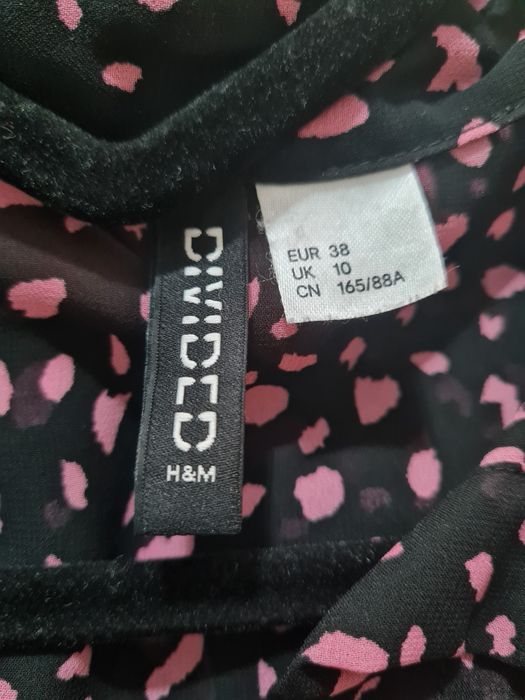 DIVIDED
H&M
EUR 38
UK 10
CN 165/88A